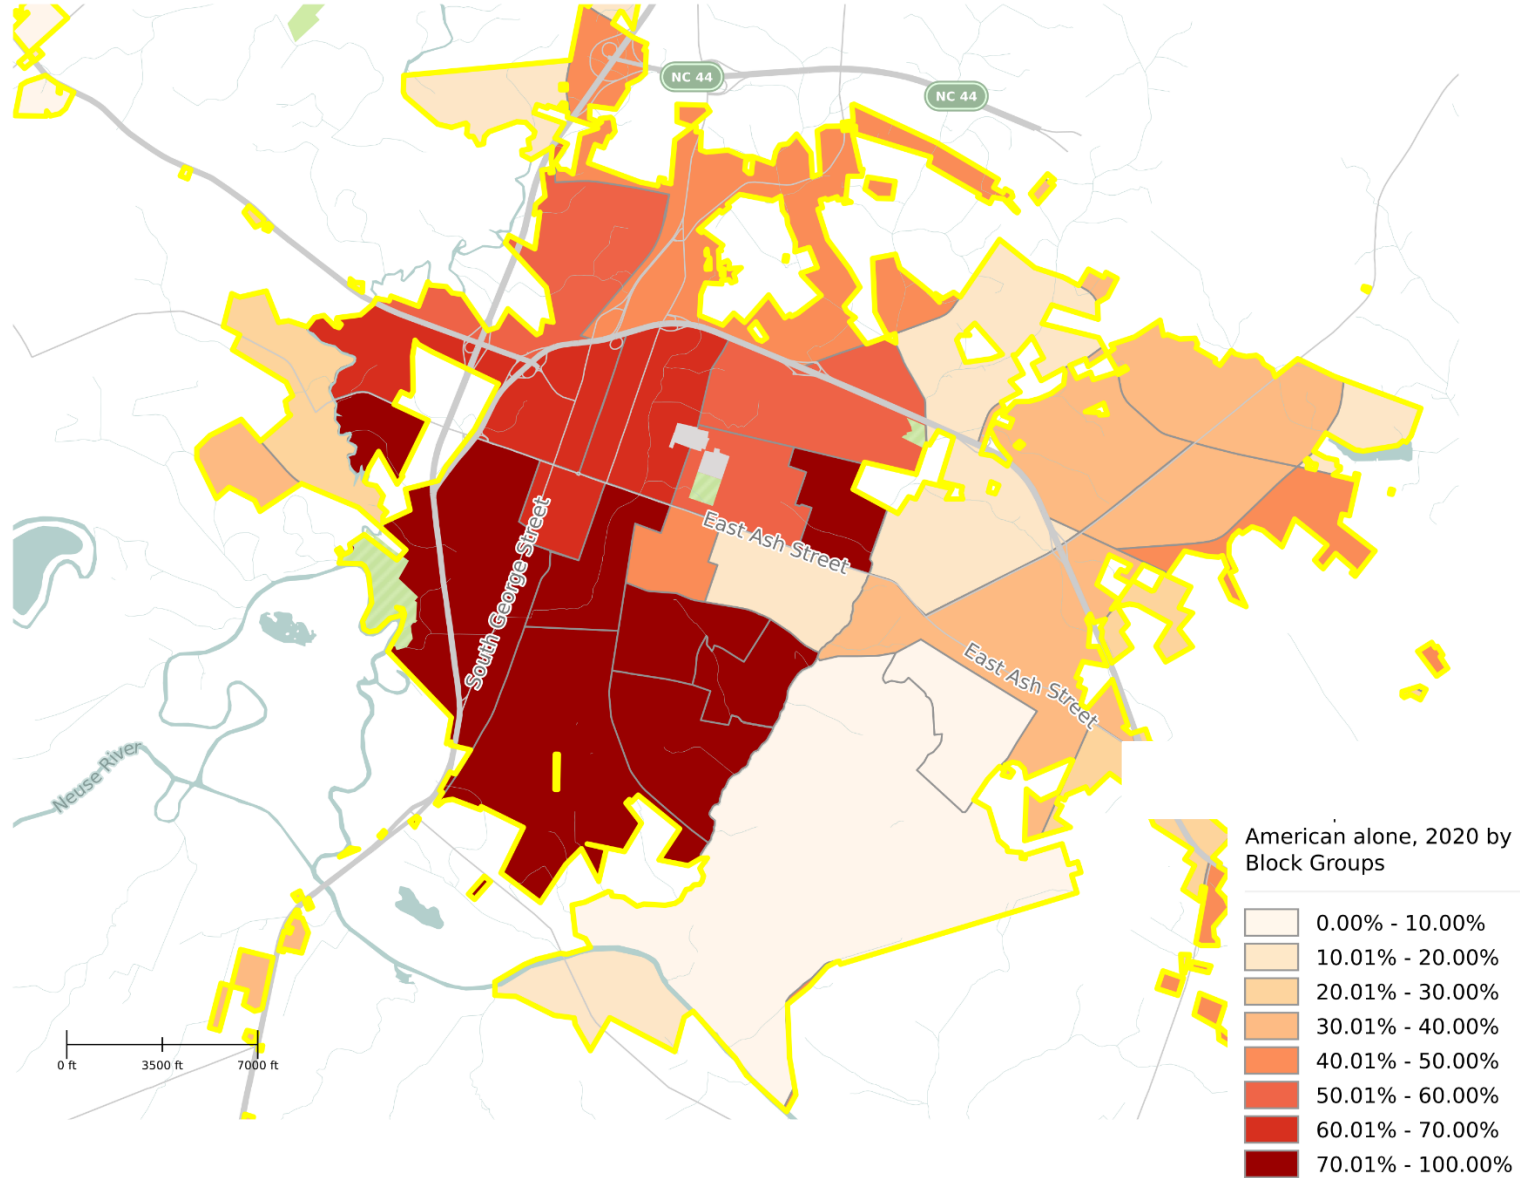 NC 44
NC 44
East Ash Street
South George Street
East Ash Street
Neuse River
American alone, 2020 by
Block Groups
0.00% - 10.00%
10.01% - 20.00%
20.01% - 30.00%
30.01% - 40.00%
40.01% - 50.00%
50.01% - 60.00%
60.01% - 70.00%
70.01% - 100.00%
0 ft
3500 ft
7000 ft